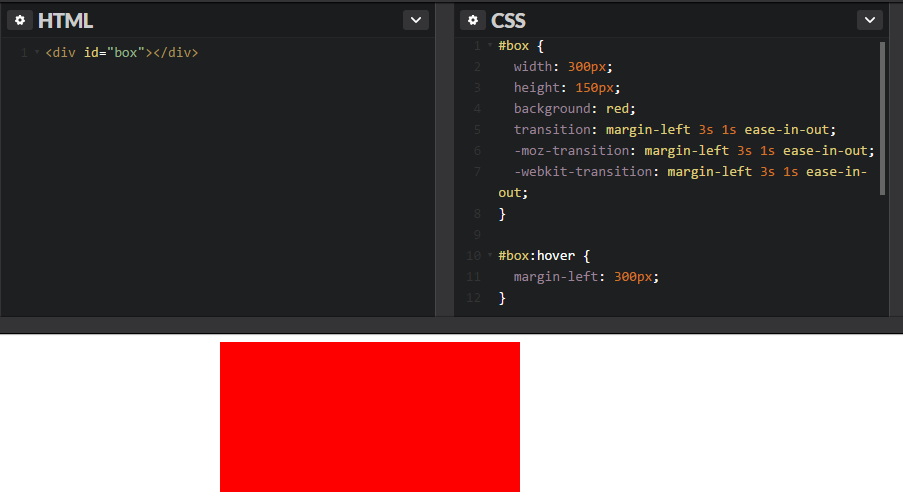 HTML
1 <div id="box"></div>
CSS
1 #box {
2 width: 300px;
3 height: 150px;
4 background: red;
5 transition: margin-left 3s 1s ease-in-out;
6 -moz-transition: margin-left 3s 1s ease-in-out;
7 -webkit-transition: margin-left 3s 1s ease-in-
out;
8 }
9
10 #box:hover {
11 margin-left: 300px;
12 }